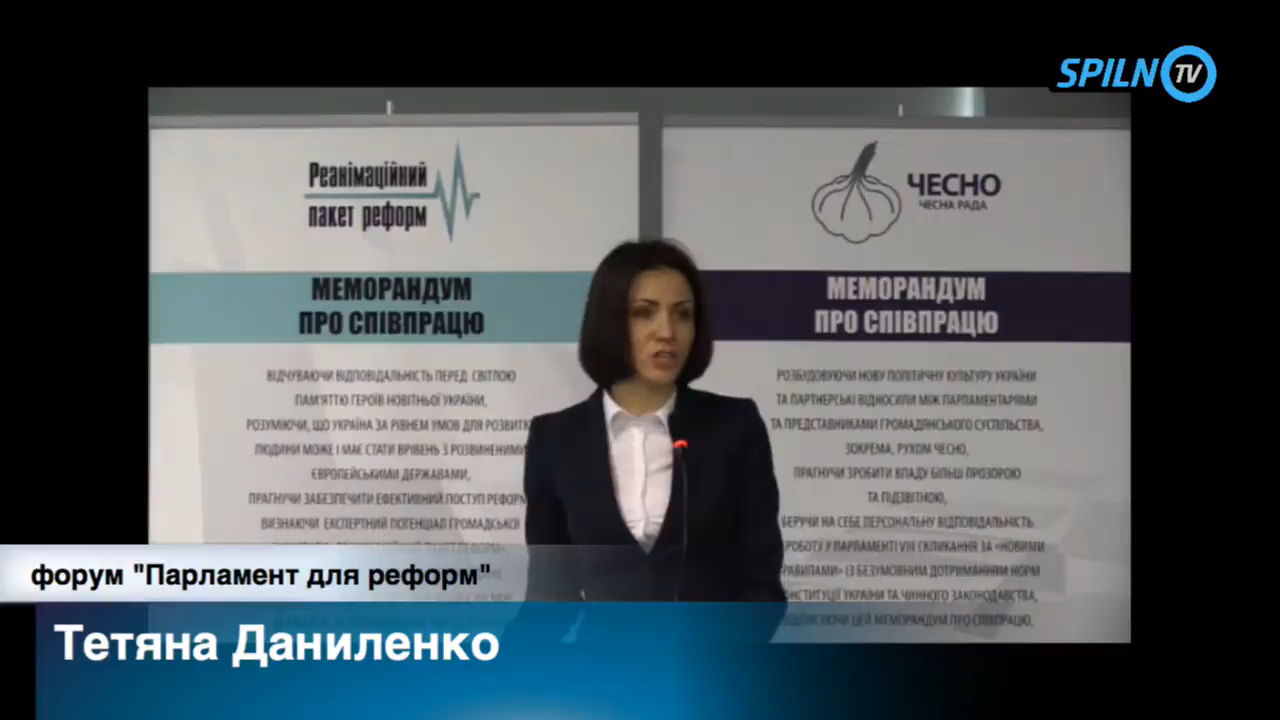 SPILNO TV
Реанімаційний
пакет реформ
МЕМОРАНДУМ
ПРО СПІВПРАЦЮ
ВІДЧУВАЮЧИ ВІДПОВІДАЛЬНІСТЬ ПЕРЕД СВІТЛОЮ
ПАМ'ЯТТЮ ГЕРОЇВ НОВІТНЬОЇ УКРАЇНИ,
РОЗУМІЮЧИ, ЩО УКРАЇНА ЗА РІВНЕМ УМОВ ДЛЯ РОЗВИТК
ЛЮДИНИ МОЖЕ І МАЄ СТАТИ ВРІВЕНЬ З РОЗВИНЕНИМИ
ЄВРОПЕЙСЬКИМИ ДЕРЖАВАМИ,
ПРАГНУЧИ ЗАБЕЗПЕЧИТИ ЕФЕКТИВНИЙ ПОСТУП РЕФОРМ
ВИЗНАЮЧИ ЕКСПЕРТНИЙ ПОТЕНЦІАЛ ГРОМАДСЬКОЇ
ЧЕСНО
ЧЕСНА РАДА
МЕМОРАНДУМ
ПРО СПІВПРАЦЮ
РОЗБУДОВУЮЧИ НОВУ ПОЛІТИЧНУ КУЛЬТУРУ УКРАЇНИ
ТА ПАРТНЕРСЬКІ ВІДНОСИНИ МІЖ ПАРЛАМЕНТАРЯМИ
ТА ПРЕДСТАВНИКАМИ ГРОМАДЯНСЬКОГО СУСПІЛЬСТВА,
ЗОКРЕМА, РУХОМ ЧЕСНО,
ПРАГНУЧИ ЗРОБИТИ ВЛАДУ БІЛЬШ ПРОЗОРОЮ
ТА ПІДЗВІТНОЮ,
БЕРУЧИ НА СЕБЕ ПЕРСОНАЛЬНУ ВІДПОВІДАЛЬНІСТЬ
РОБОТУ У ПАРЛАМЕНТІ VIII СКЛИКАННЯ ЗА «НОВИМИ
РАВИЛАМИ» ІЗ БЕЗУМОВНИМ ДОТРИМАННЯМ НОРМ
НСТИТУЦІЇ УКРАЇНИ ТА ЧИННОГО ЗАКОНОДАВСТВА,
ПІДПИСУЮЧИ ЦЕЙ МЕМОРАНДУМ ПРО СПІВПРАЦЮ,
форум "Парламент для реформ"
Тетяна Даниленко